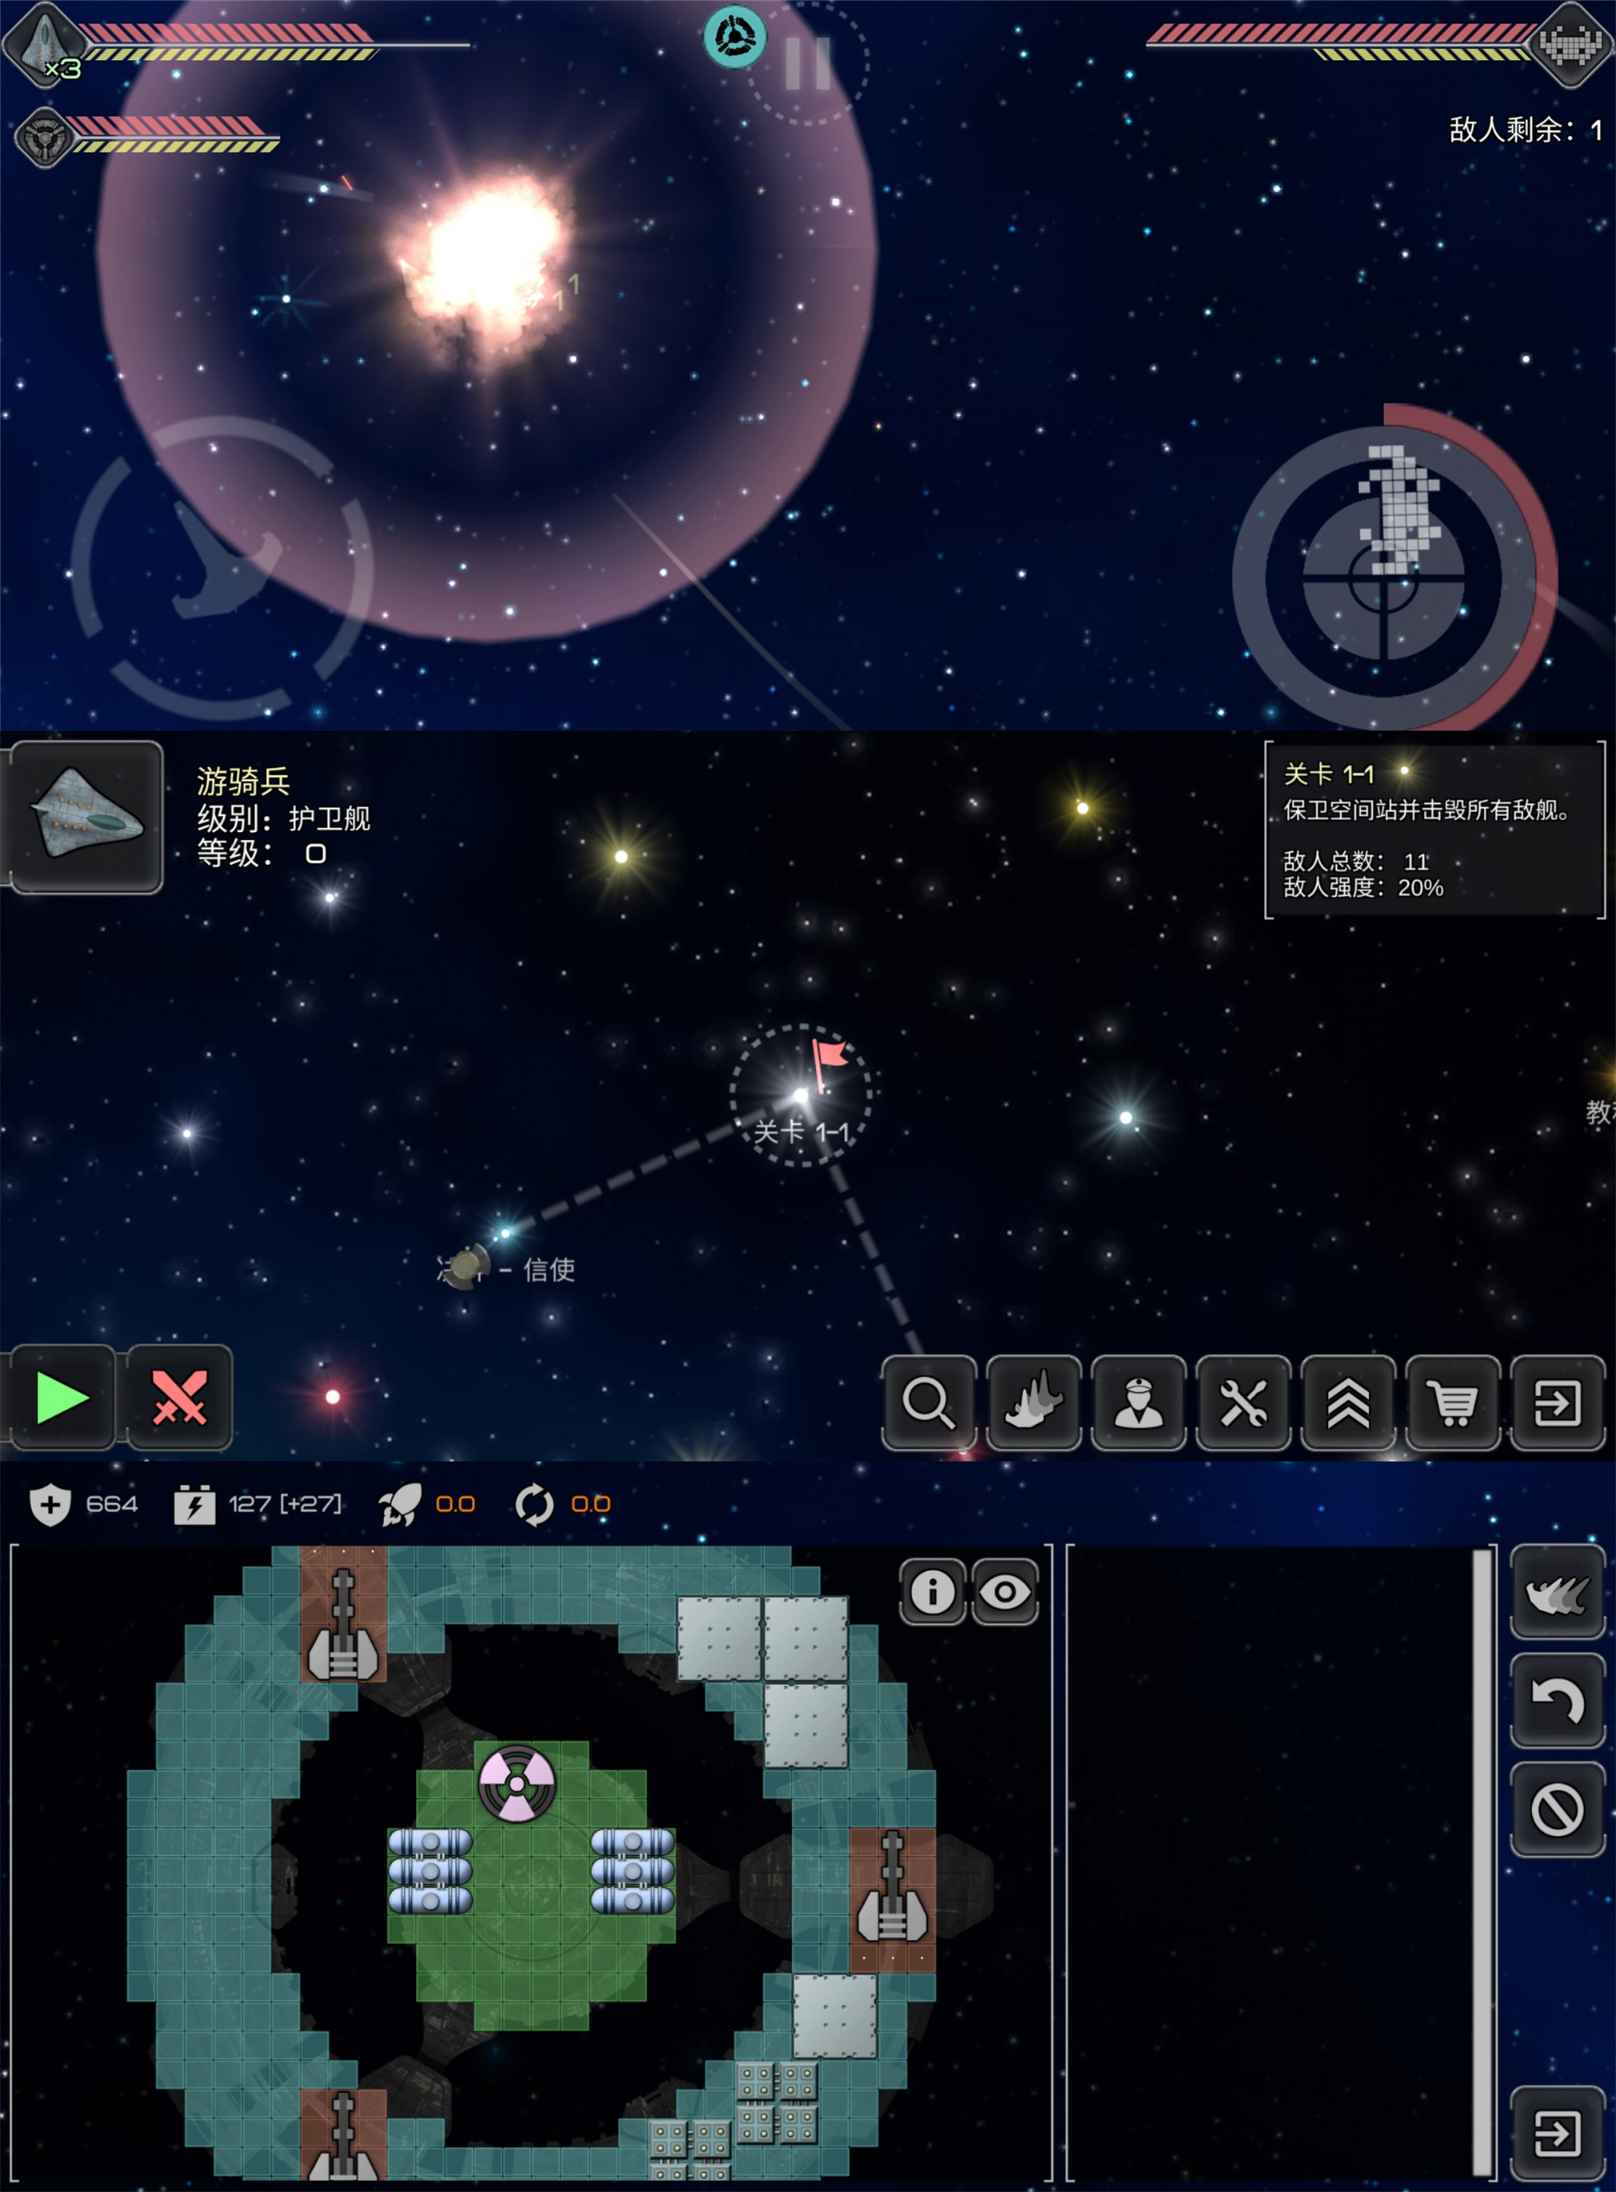 x3
敌人剩余：1
1
1
游骑兵
级别：护卫舰
等级： 0
关卡 1-1
保卫空间站并击毁所有敌舰。
敌人总数： 11
敌人强度：20%
关卡 1-1
- 信使
664
127 [+27]
0.0
0.0